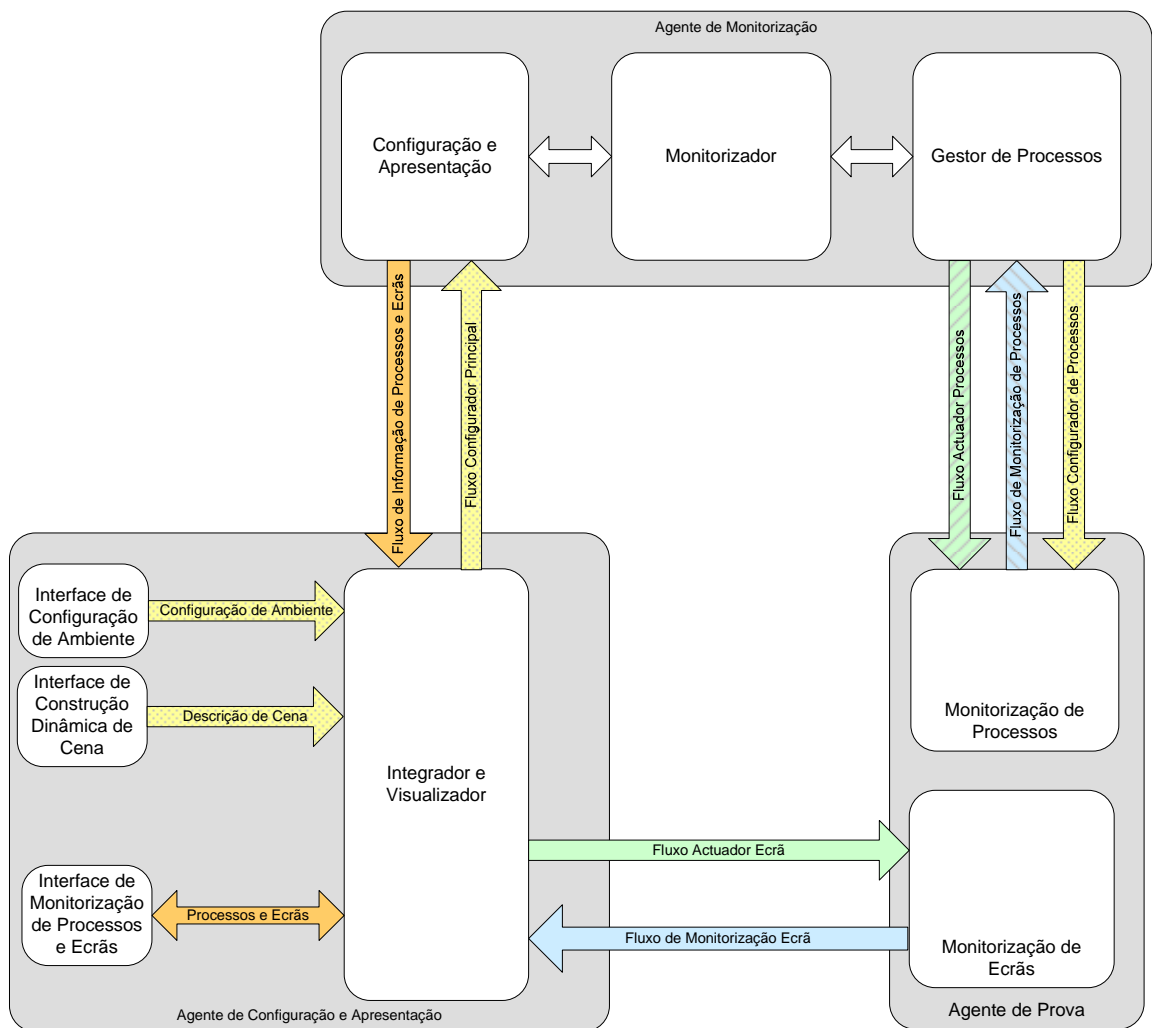 Agente de Monitorização
Configuração e
Apresentação
Monitorizador
Gestor de Processos
Fluxo de Informação de Processos e Ecrãs
Fluxo Configurador Principal
Fluxo Actuador Processos
Fluxo de Monitorização de Processos
Fluxo Configurador de Processos
Interface de
Configuração
de Ambiente
Configuração de Ambiente
Interface de
Construção
Dinâmica de
Cena
Descrição de Cena
Integrador e
Visualizador
Interface de
Monitorização
de Processos
e Ecrãs
Processos e Ecrãs
Agente de Configuração e Apresentação
Fluxo Actuador Ecrã
Fluxo de Monitorização Ecrã
Monitorização de
Processos
Monitorização de
Ecrãs
Agente de Prova